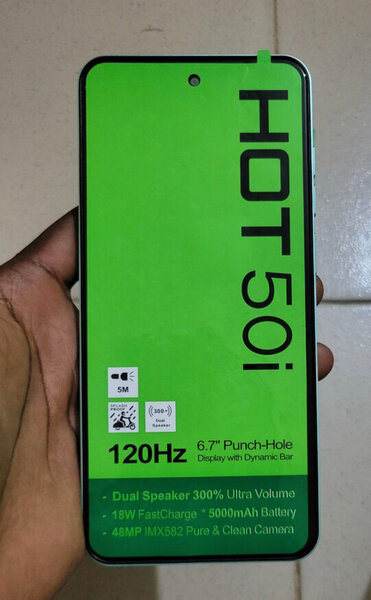 HOT 50i
5M
SPLASH
PROOF
300%
Dual
Speaker
120Hz
6.7" Punch-Hole
Display with Dynamic Bar
- Dual Speaker 300% Ultra Volume
- 18W FastCharge * 5000mAh Battery
- 48MP IMX582 Pure & Clean Camera